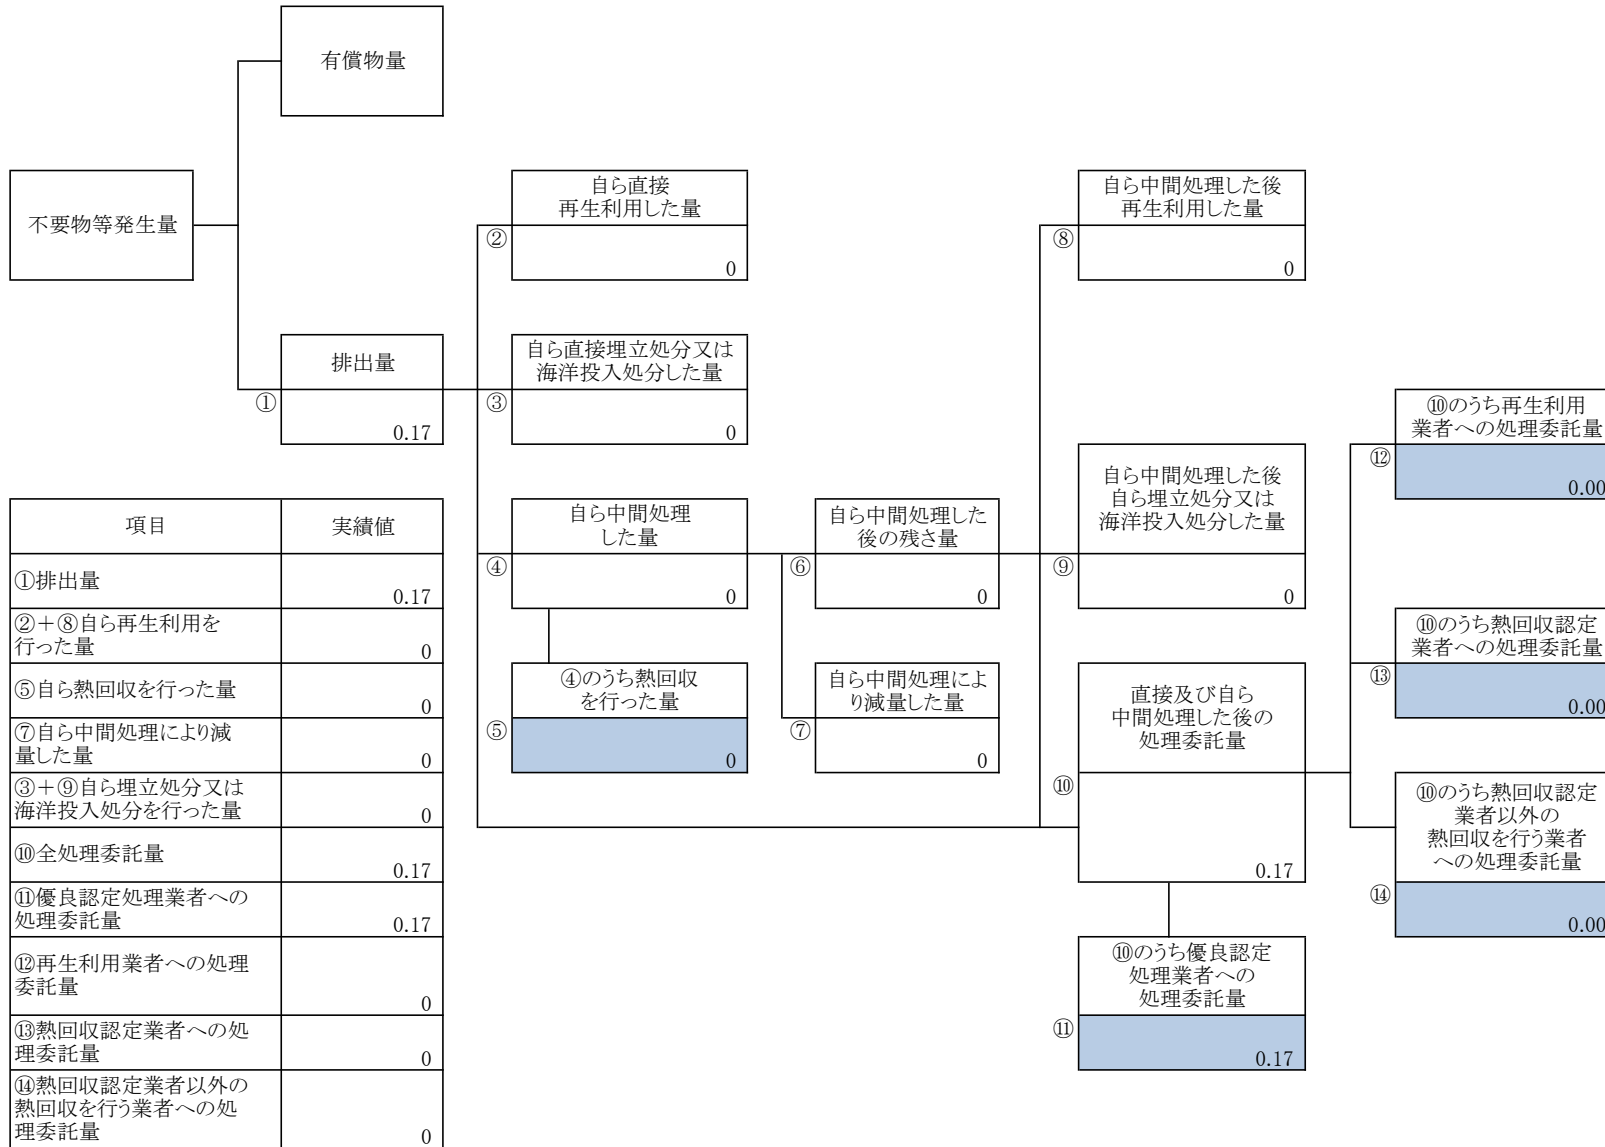 有償物量
不要物等発生量
自ら直接
再生利用した量
②
0
自ら中間処理した後
再生利用した量
⑧
0
排出量
①
0.17
自ら直接埋立処分又は
海洋投入処分した量
③
0
自ら中間処理
した量
④
0
自ら中間処理した
後の残さ量
⑥
0
自ら中間処理した後
自ら埋立処分又は
海洋投入処分した量
⑨
0
④のうち熱回収
を行った量
⑤
0
自ら中間処理によ
り減量した量
⑦
0
直接及び自ら
中間処理した後の
処理委託量
⑩
0.17
⑩のうち優良認定
処理業者への
処理委託量
⑪
0.17
⑩のうち再生利用
業者への処理委託量
⑫
0.00
⑩のうち熱回収認定
業者への処理委託量
⑬
0.00
⑩のうち熱回収認定
業者以外の
熱回収を行う業者
への処理委託量
⑭
0.00
項目 実績値
①排出量
0.17
②＋⑧自ら再生利用を
行った量
0
⑤自ら熱回収を行った量
0
⑦自ら中間処理により減
量した量
0
③＋⑨自ら埋立処分又は
海洋投入処分を行った量
0
⑩全処理委託量
0.17
⑪優良認定処理業者への
処理委託量
0.17
⑫再生利用業者への処理
委託量
0
⑬熱回収認定業者への処
理委託量
0
⑭熱回収認定業者以外の
熱回収を行う業者への処
理委託量
0